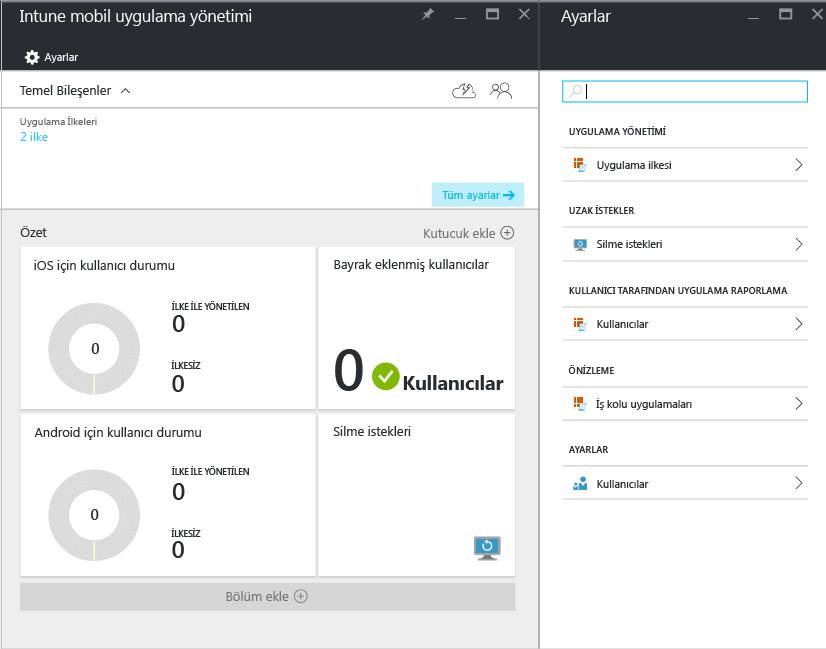 Intune mobil uygulama yönetimi
Ayarlar
Temel Bileşenler
Uygulama İlkeleri
2 ilke
Tüm ayarlar
Özet
Kutucuk ekle
iOS için kullanıcı durumu
0
İLKE İLE YÖNETİLEN
0
İLKESİZ
0
Bayrak eklenmiş kullanıcılar
0 Kullanıcılar
Android için kullanıcı durumu
0
İLKE İLE YÖNETİLEN
0
İLKESİZ
0
Silme istekleri
Bölüm ekle
Ayarlar
UYGULAMA YÖNETİMİ
Uygulama ilkesi
UZAK İSTEKLER
Silme istekleri
KULLANICI TARAFINDAN UYGULAMA RAPORLAMA
Kullanıcılar
ÖNİZLEME
İş kolu uygulamaları
AYARLAR
Kullanıcılar